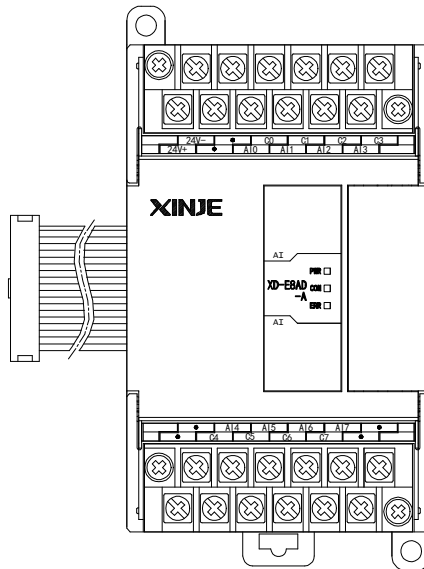 24V- • C0 C1 C2 C3
24V+ • AI0 AI1 AI2 AI3
XINJE
AI
PWR
XD-E8AD COM
-A
ERR
AI
• AI4 AI5 AI6 AI7 •
• C4 C5 C6 C7 •